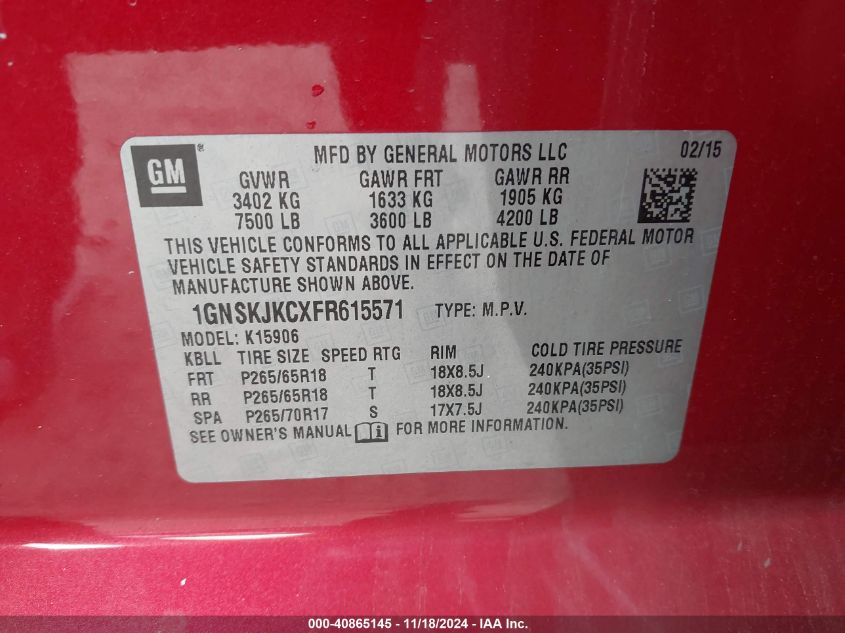 GM® MFD BY GENERAL MOTORS LLC 02/15
GVWR GAWR FRT GAWR RR
3402 KG 1633 KG 1905 KG
7500 LB 3600 LB 4200 LB
THIS VEHICLE CONFORMS TO ALL APPLICABLE U.S. FEDERAL MOTOR
VEHICLE SAFETY STANDARDS IN EFFECT ON THE DATE OF
MANUFACTURE SHOWN ABOVE.
1GNSKJKCXFR615571 TYPE: M.P.V.
MODEL: K15906
KBLL TIRE SIZE SPEED RTG RIM COLD TIRE PRESSURE
FRT P265/65R18 T 18X8.5J 240KPA(35PSI)
RR P265/65R18 T 18X8.5J 240KPA(35PSI)
SPA P265/70R17 S 17X7.5J 240KPA(35PSI)
SEE OWNER'S MANUAL FOR MORE INFORMATION.
000-40865145 - 11/18/2024 - IAA Inc.